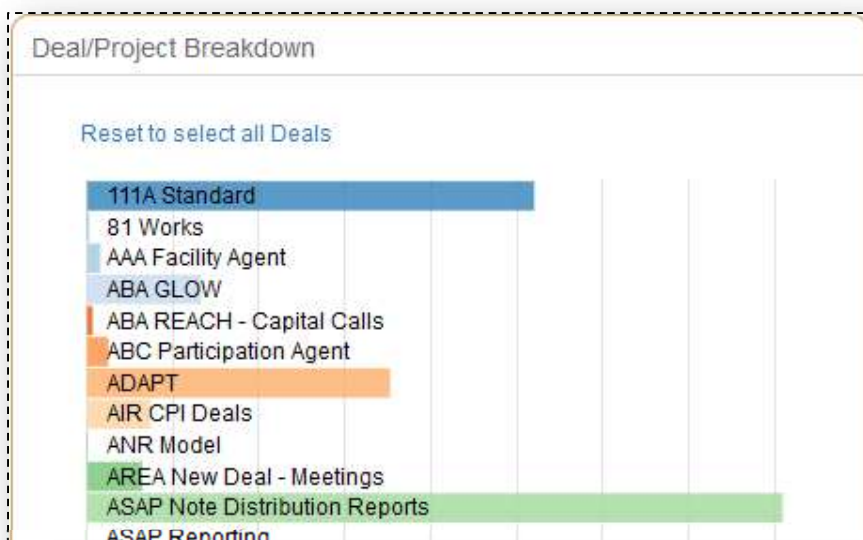 Deal/Project Breakdown
Reset to select all Deals
111A Standard
81 Works
AAA Facility Agent
ABA GLOW
ABA REACH - Capital Calls
ABC Participation Agent
ADAPT
AIR CPI Deals
ANR Model
AREA New Deal - Meetings
ASAP Note Distribution Reports
ASAP Reporting